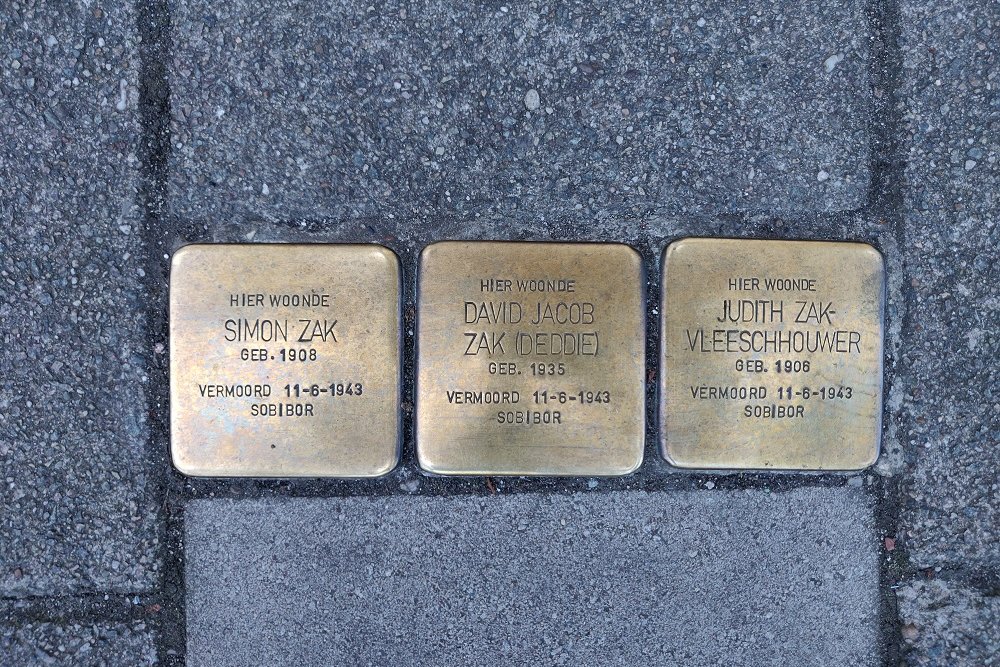 HIER WOONDE
SIMON ZAK
GEB. 1908
VERMOORD 11-6-1943
SOBIBOR
HIER WOONDE
DAVID JACOB
ZAK (DEDDIE)
GEB. 1935
VERMOORD 11-6-1943
SOBIBOR
HIER WOONDE
JUDITH ZAK-
VLEESCHHOUWER
GEB. 1906
VERMOORD 11-6-1943
SOBIBOR